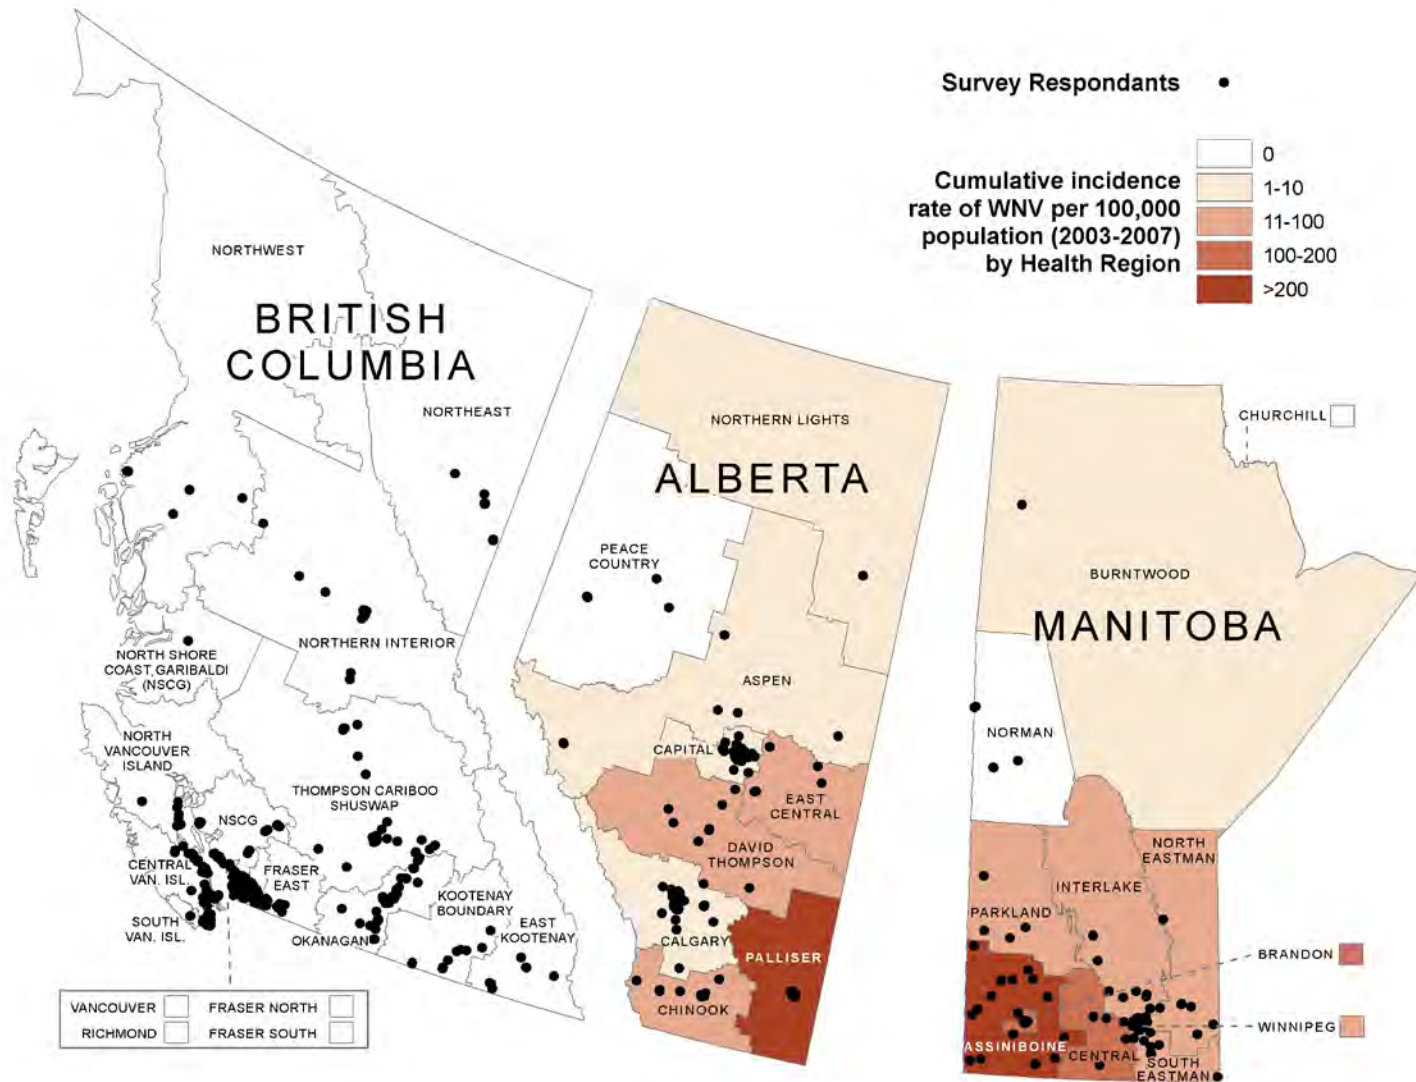 Survey Respondants
Cumulative incidence
rate of WNV per 100,000
population (2003-2007)
by Health Region
0
1-10
11-100
100-200
>200
BRITISH
COLUMBIA
NORTHWEST
NORTHEAST
NORTHERN INTERIOR
NORTH SHORE
COAST GARIBALDI
(NSCG)
NORTH
VANCOUVER
ISLAND
THOMPSON CARIBOO
SHUSWAP
NSCG
CENTRAL
VAN. ISL.
FRASER
EAST
SOUTH
VAN. ISL.
OKANAGAN
KOOTENAY
BOUNDARY
EAST
KOOTENAY
VANCOUVER
FRASER NORTH
RICHMOND
FRASER SOUTH
ALBERTA
NORTHERN LIGHTS
PEACE
COUNTRY
ASPEN
CAPITAL
EAST
CENTRAL
DAVID
THOMPSON
CALGARY
PALLISER
CHINOOK
MANITOBA
CHURCHILL
BURNTWOOD
NORMAN
NORTH
EASTMAN
INTERLAKE
PARKLAND
BRANDON
WINNIPEG
ASSINIBOINE
CENTRAL
SOUTH
EASTMAN